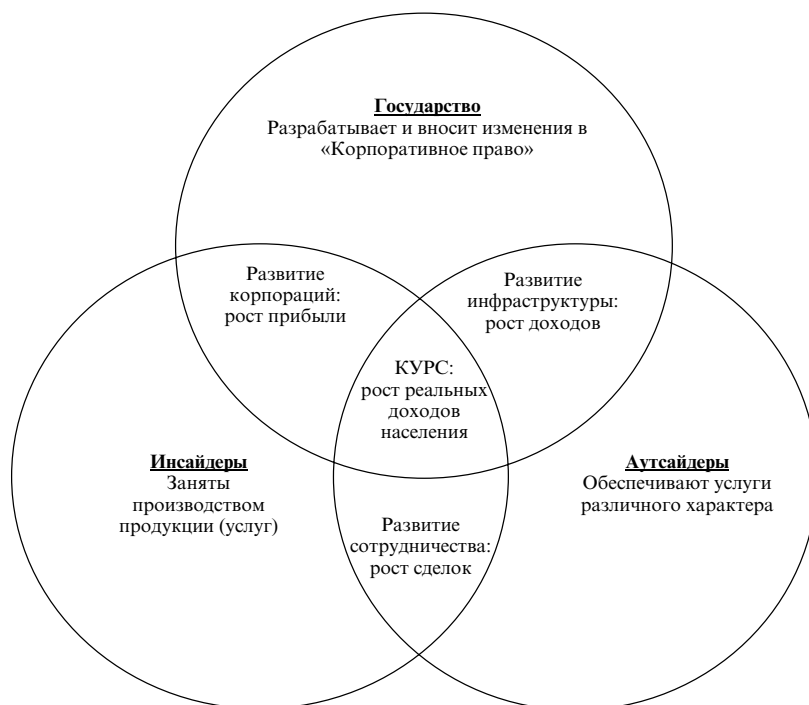 Государство
Разрабатывает и вносит изменения в
«Корпоративное право»
Развитие
корпораций:
рост прибыли
Развитие
инфраструктуры:
рост доходов
КУРС:
рост реальных
доходов
населения
Инсайдеры
Заняты
производством
продукции (услуг)
Аутсайдеры
Обеспечивают услуги
различного характера
Развитие
сотрудничества:
рост сделок